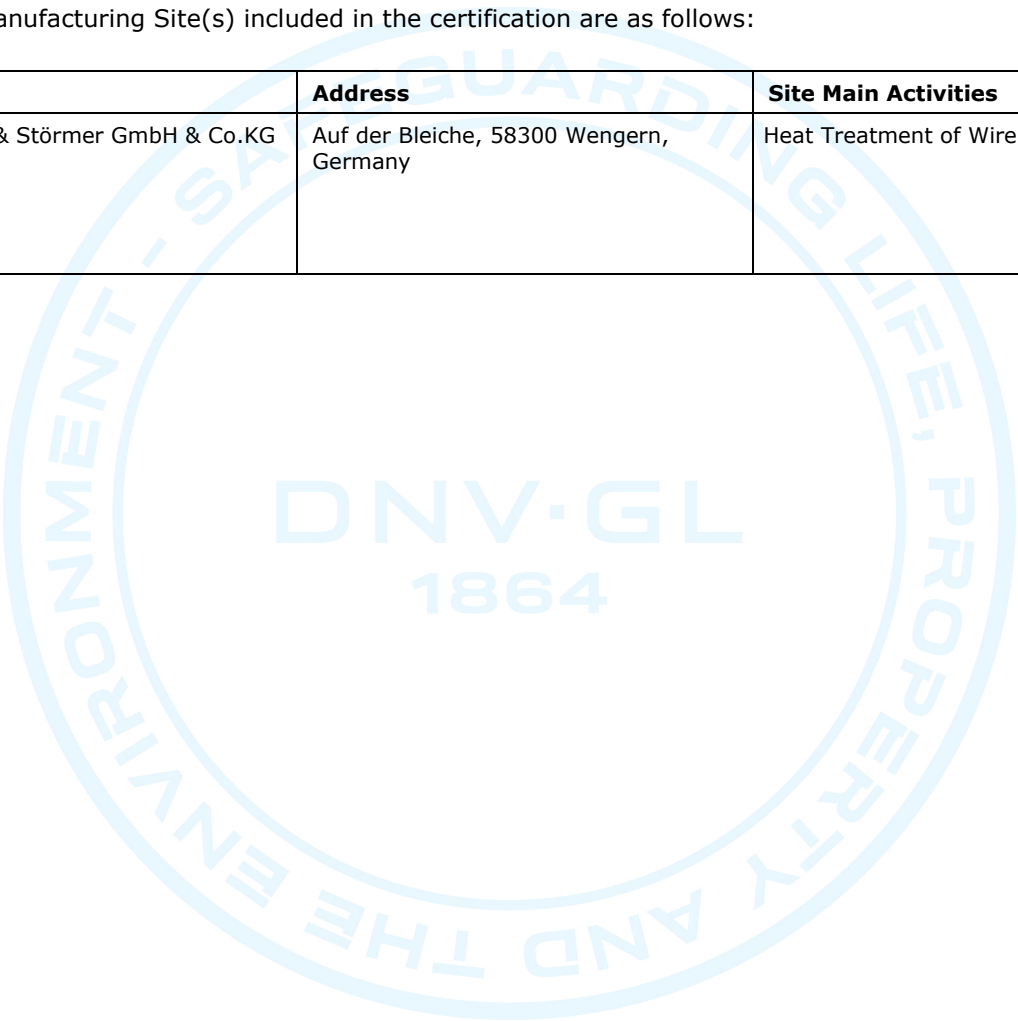 anufacturing Site(s) included in the certification are as follows:
Address
Site Main Activities
& Störmer GmbH & Co.KG
Auf der Bleiche, 58300 Wengern,
Germany
Heat Treatment of Wire
SAFEGUARDING LIFE, PROPERTY AND THE ENVIRONMENT -
DNV·GL
1864